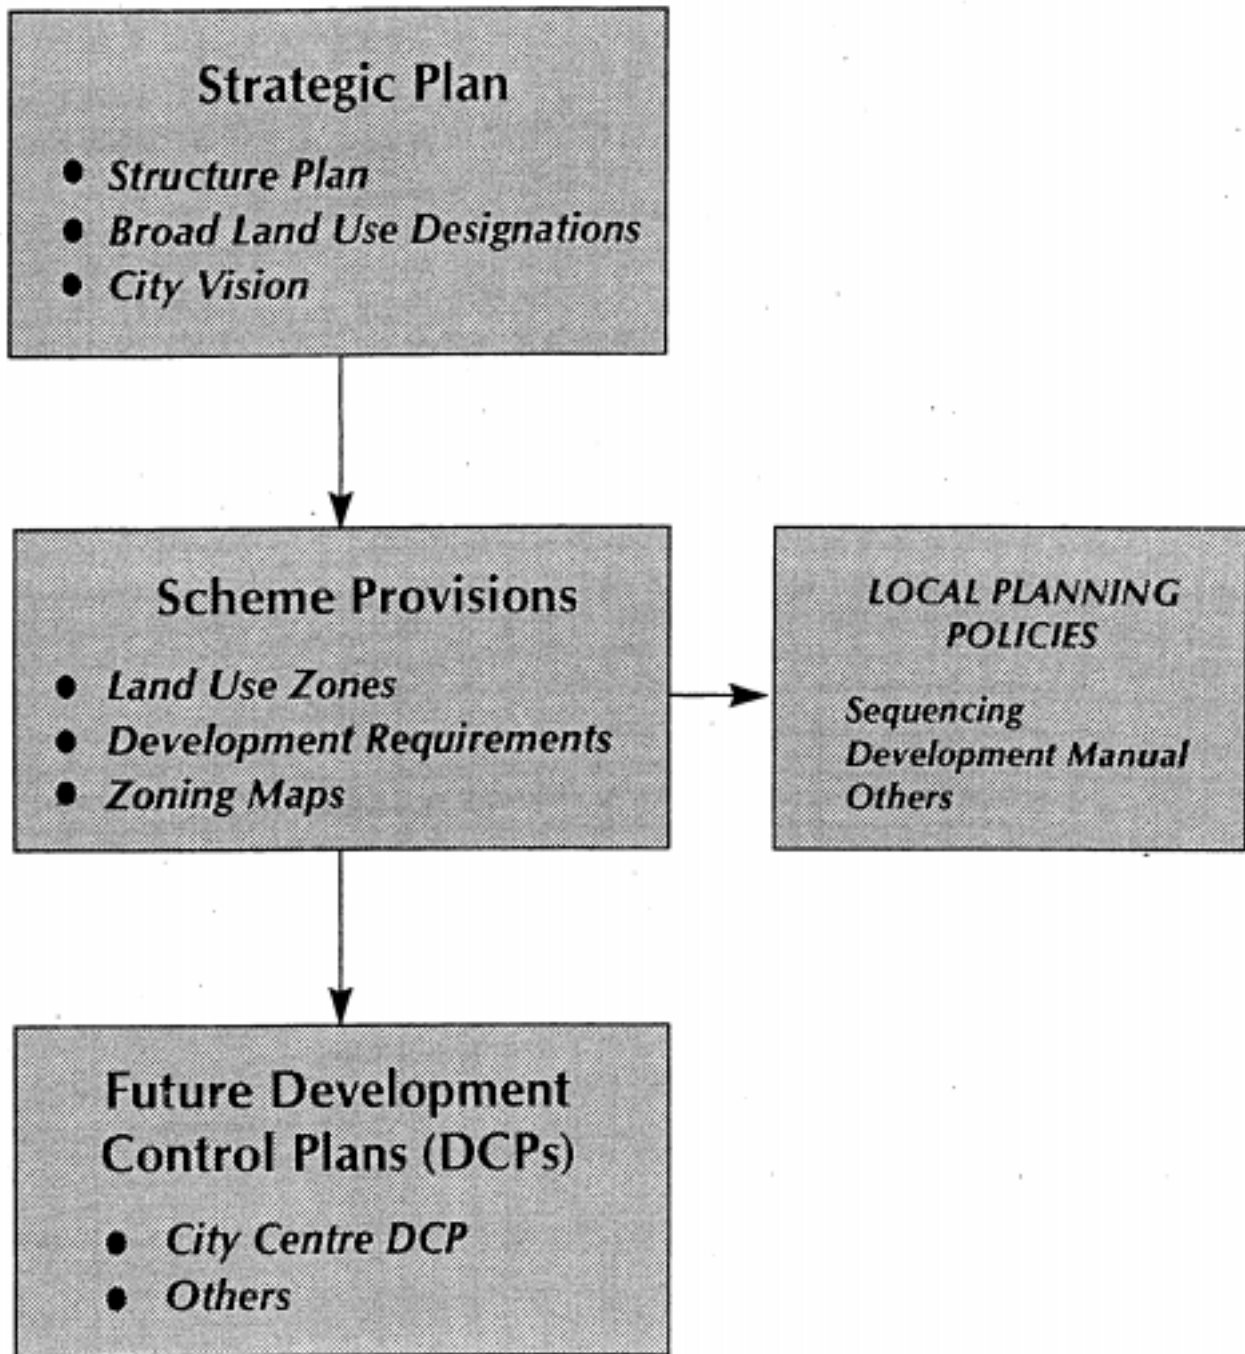 Strategic Plan
● Structure Plan
● Broad Land Use Designations
● City Vision
Scheme Provisions
● Land Use Zones
● Development Requirements
● Zoning Maps
LOCAL PLANNING
POLICIES
Sequencing
Development Manual
Others
Future Development
Control Plans (DCPs)
● City Centre DCP
● Others